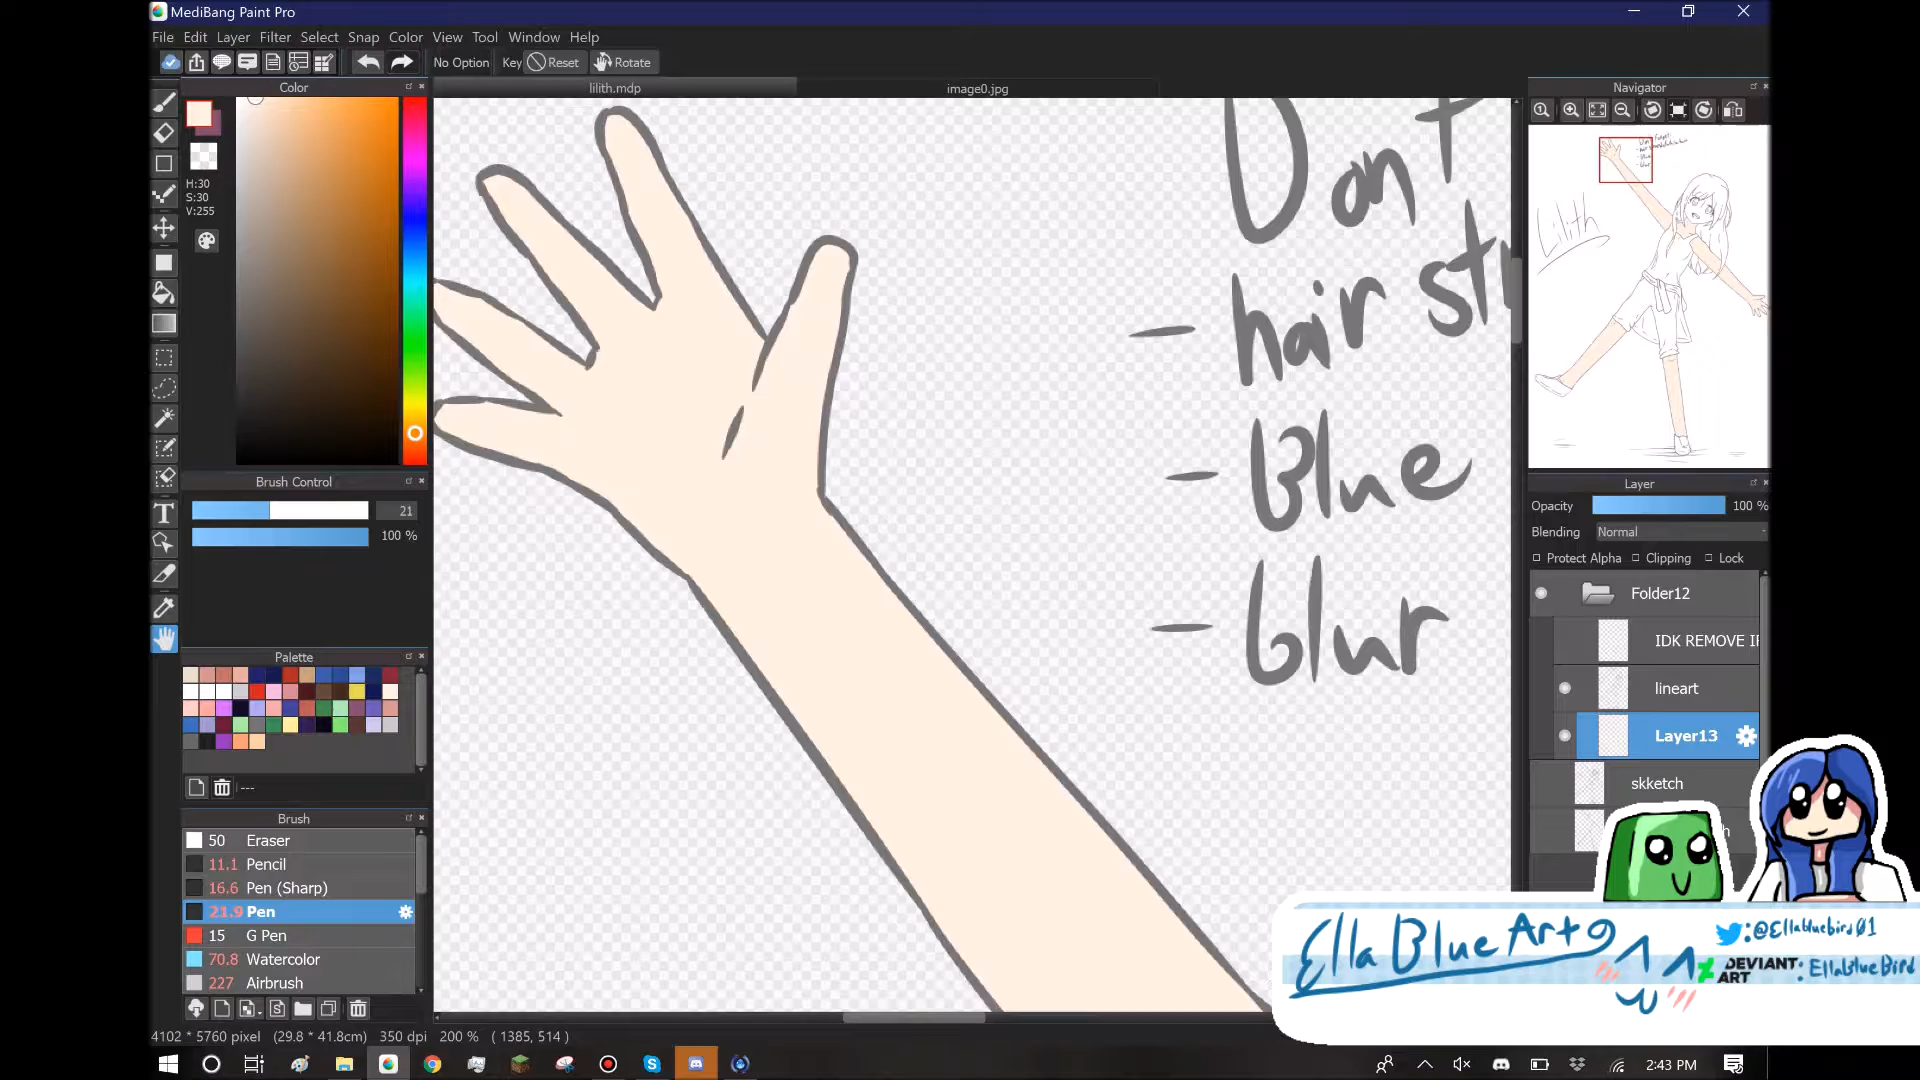 MediBang Paint Pro
File Edit Layer Filter Select Snap Color View Tool Window Help
No Option Key Reset Rotate
Color
lilith.mdp
image0.jpg
Navigator
H:30
S:30
V:255
Brush Control
21
100 %
Palette
---
Brush
50 Eraser
11.1 Pencil
16.6 Pen (Sharp)
21.9 Pen
15 G Pen
70.8 Watercolor
227 Airbrush
Don't
- hair str
- Blue
- blur
Lilith
Layer
Opacity 100 %
Blending Normal
Protect Alpha Clipping Lock
Folder12
IDK REMOVE IF
lineart
Layer13
skketch
Ella Blue Art
:@Ellabluebird01
DEVIANT ART : EllaBlueBird
4102 * 5760 pixel (29.8 * 41.8cm) 350 dpi 200 % ( 1385, 514 )
2:43 PM